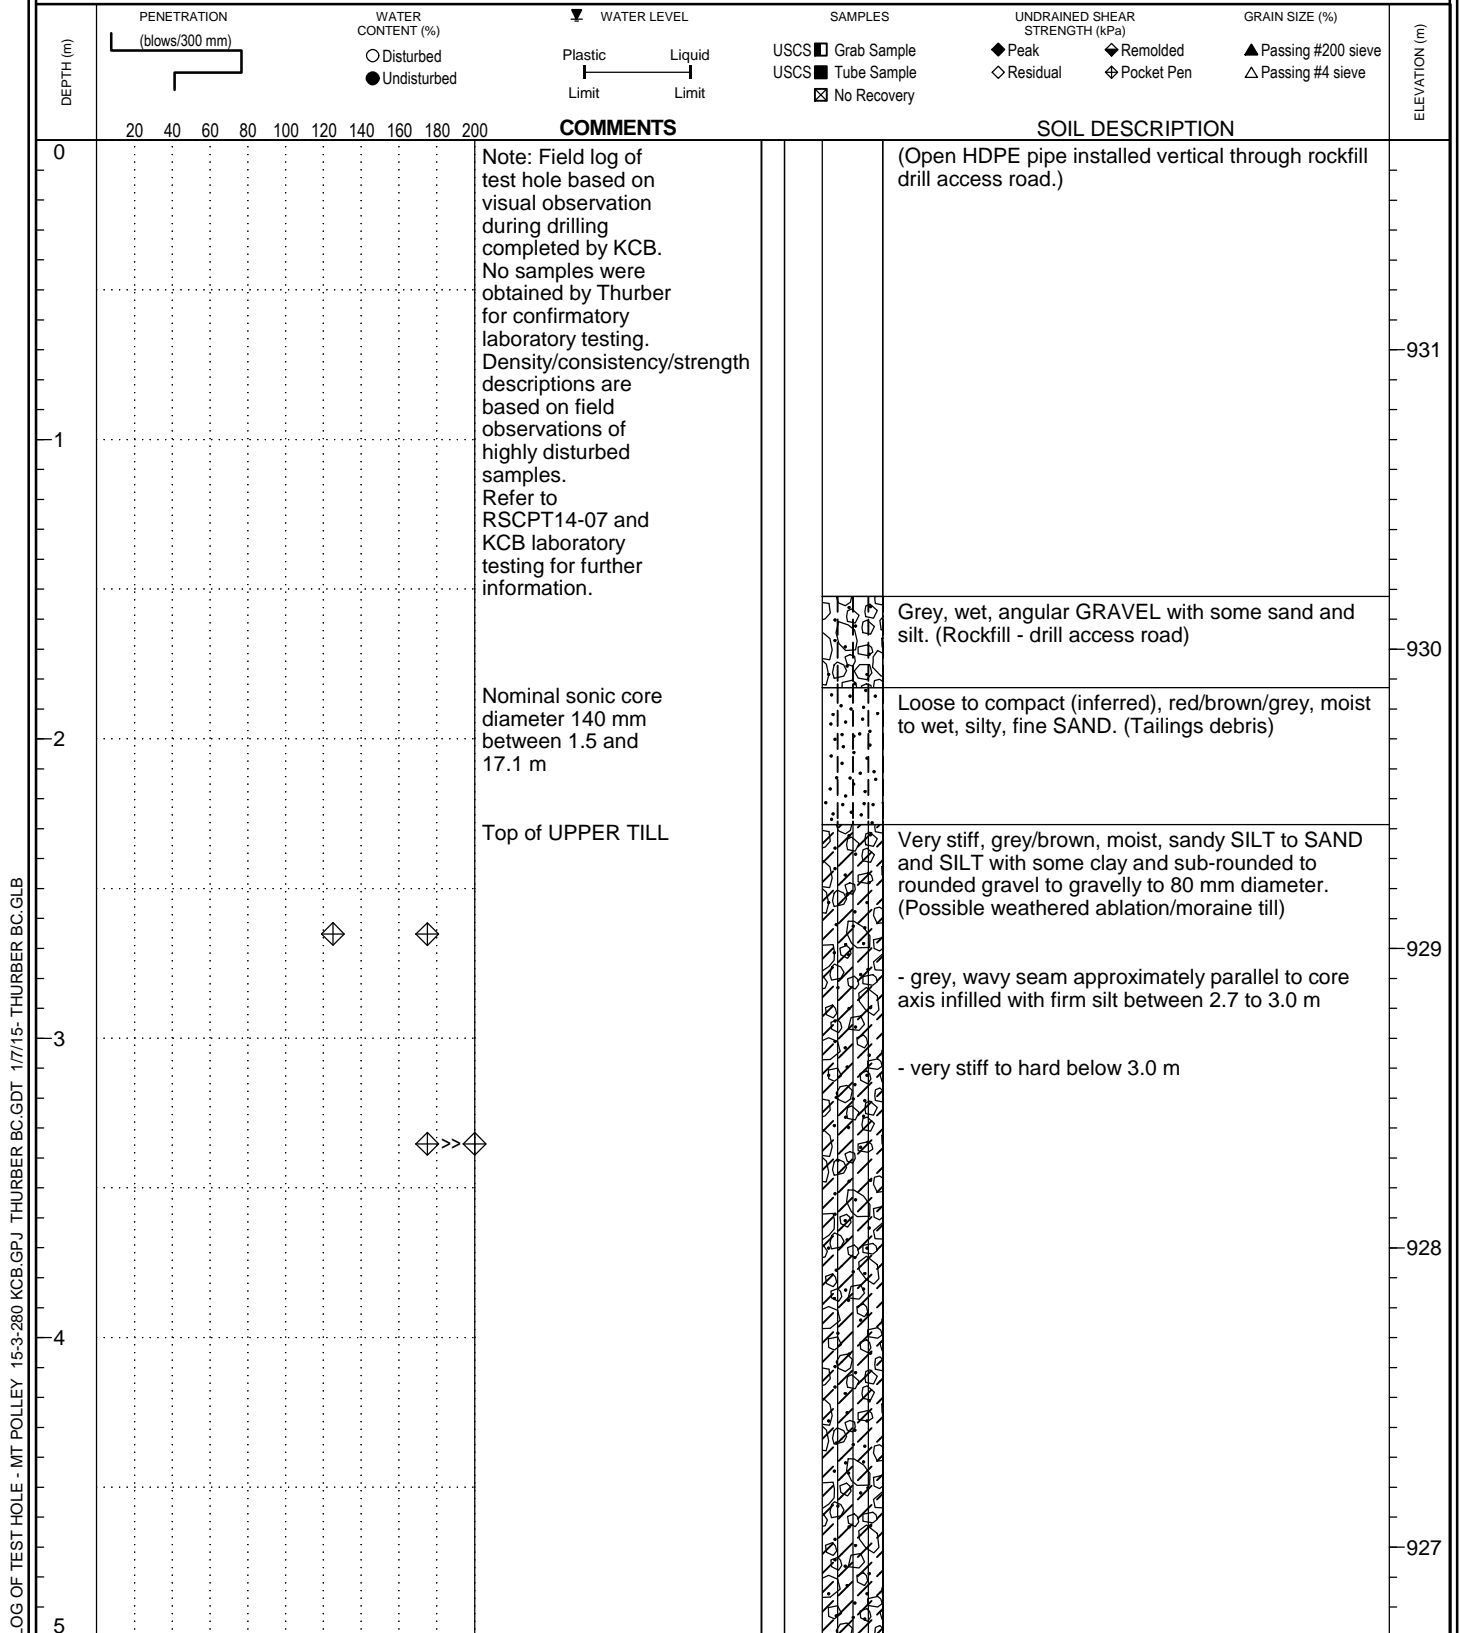 DEPTH (m)
PENETRATION
(blows/300 mm)
WATER
CONTENT (%)
Disturbed
Undisturbed
WATER LEVEL
Plastic Liquid
Limit Limit
SAMPLES
USCS Grab Sample
USCS Tube Sample
No Recovery
UNDRAINED SHEAR
STRENGTH (kPa)
Peak Remolded
Residual Pocket Pen
GRAIN SIZE (%)
Passing #200 sieve
Passing #4 sieve
ELEVATION (m)
20 40 60 80 100 120 140 160 180 200
COMMENTS
SOIL DESCRIPTION
0
Note: Field log of
test hole based on
visual observation
during drilling
completed by KCB.
No samples were
obtained by Thurber
for confirmatory
laboratory testing.
Density/consistency/strength
descriptions are
based on field
observations of
highly disturbed
samples.
Refer to
RSCPT14-07 and
KCB laboratory
testing for further
information.
(Open HDPE pipe installed vertical through rockfill
drill access road.)
931
1
Grey, wet, angular GRAVEL with some sand and
silt. (Rockfill - drill access road)
930
Nominal sonic core
diameter 140 mm
between 1.5 and
17.1 m
Loose to compact (inferred), red/brown/grey, moist
to wet, silty, fine SAND. (Tailings debris)
2
Top of UPPER TILL
Very stiff, grey/brown, moist, sandy SILT to SAND
and SILT with some clay and sub-rounded to
rounded gravel to gravelly to 80 mm diameter.
(Possible weathered ablation/moraine till)
929
- grey, wavy seam approximately parallel to core
axis infilled with firm silt between 2.7 to 3.0 m
3
- very stiff to hard below 3.0 m
>>
928
4
927
5
LOG OF TEST HOLE - MT POLLEY 15-3-280 KCB.GPJ THURBER BC.GDT 1/7/15- THURBER BC.GLB